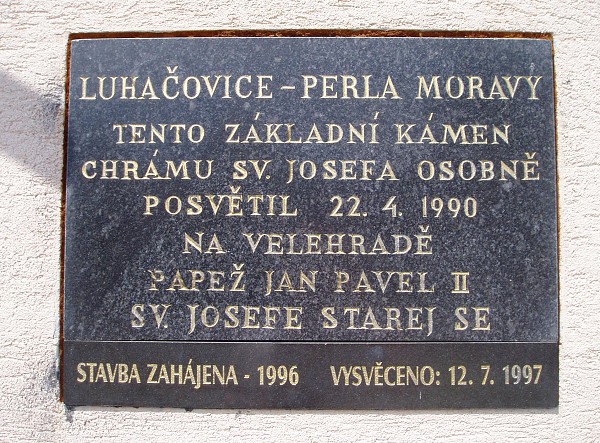 LUHAČOVICE – PERLA MORAVY
TENTO ZÁKLADNÍ KÁMEN
CHRÁMU SV. JOSEFA OSOBNĚ
POSVĚTIL 22. 4. 1990
NA VELEHRADĚ
PAPEŽ JAN PAVEL II
SV. JOSEFE STAREJ SE
STAVBA ZAHÁJENA - 1996 VYSVĚCENO: 12. 7. 1997